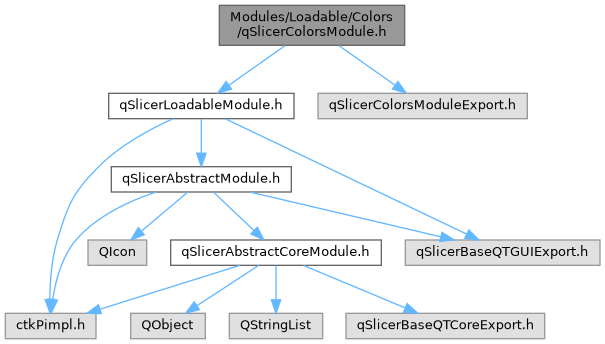 Modules/Loadable/Colors
/qSlicerColorsModule.h
qSlicerLoadableModule.h
qSlicerColorsModuleExport.h
qSlicerAbstractModule.h
QIcon
qSlicerAbstractCoreModule.h
qSlicerBaseQTGUIExport.h
ctkPimpl.h
QObject
QStringList
qSlicerBaseQTCoreExport.h